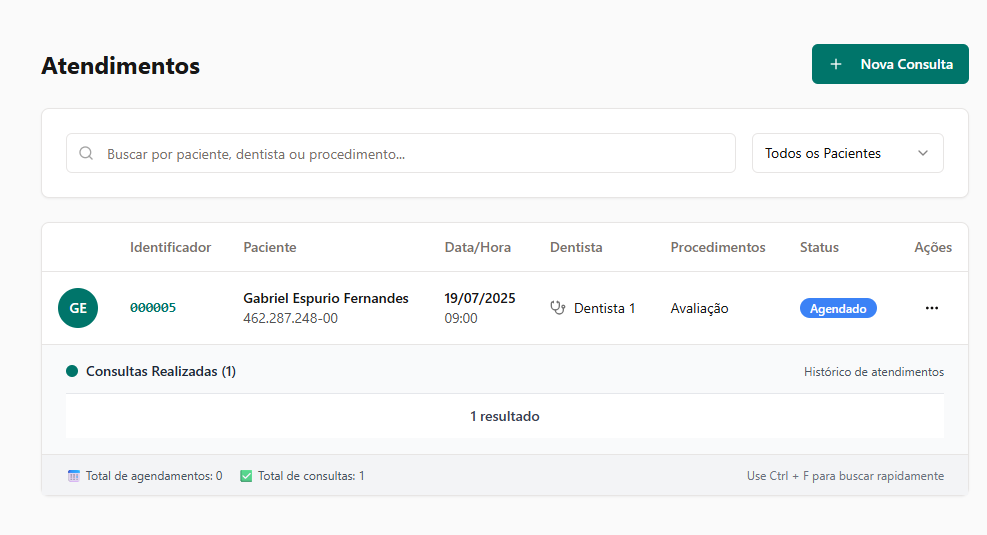 Atendimentos
+ Nova Consulta
Buscar por paciente, dentista ou procedimento...
Todos os Pacientes
Identificador Paciente Data/Hora Dentista Procedimentos Status Ações
GE 000005 Gabriel Espurio Fernandes 19/07/2025 Dentista 1 Avaliação Agendado ...
462.287.248-00 09:00
Consultas Realizadas (1) Histórico de atendimentos
1 resultado
Total de agendamentos: 0 Total de consultas: 1 Use Ctrl + F para buscar rapidamente